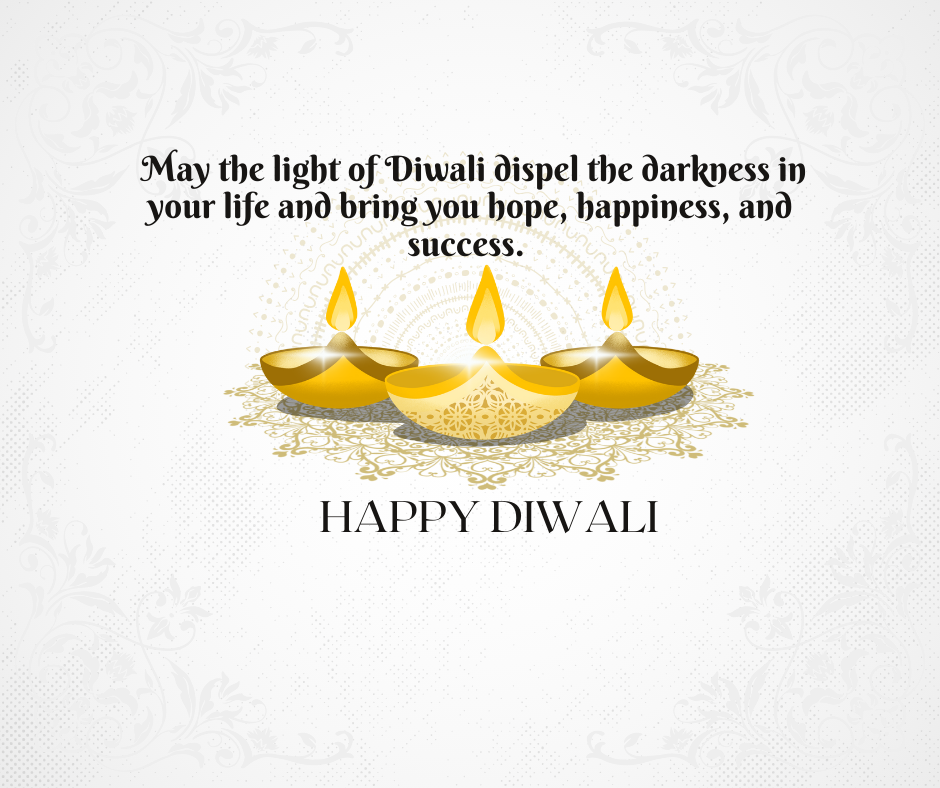 May the light of Diwali dispel the darkness in
your life and bring you hope, happiness, and
success.
HAPPY DIWALI